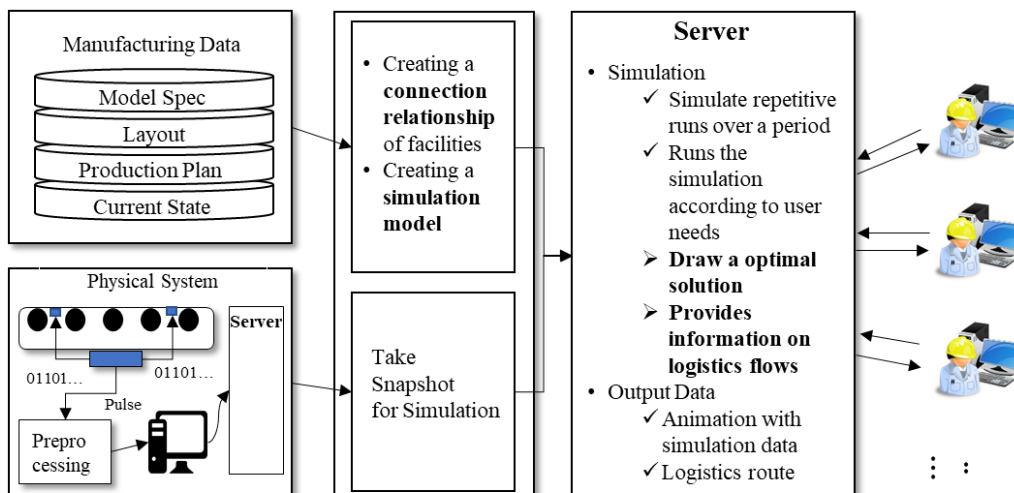 Manufacturing Data
Model Spec
Layout
Production Plan
Current State
Physical System
Server
01101...
01101...
Pulse
Prepro
cessing
• Creating a
connection
relationship
of facilities
• Creating a
simulation
model
Take
Snapshot
for Simulation
Server
• Simulation
✓ Simulate repetitive
runs over a period
✓ Runs the
simulation
according to user
needs
➢ Draw a optimal
solution
➢ Provides
information on
logistics flows
• Output Data
✓ Animation with
simulation data
✓ Logistics route